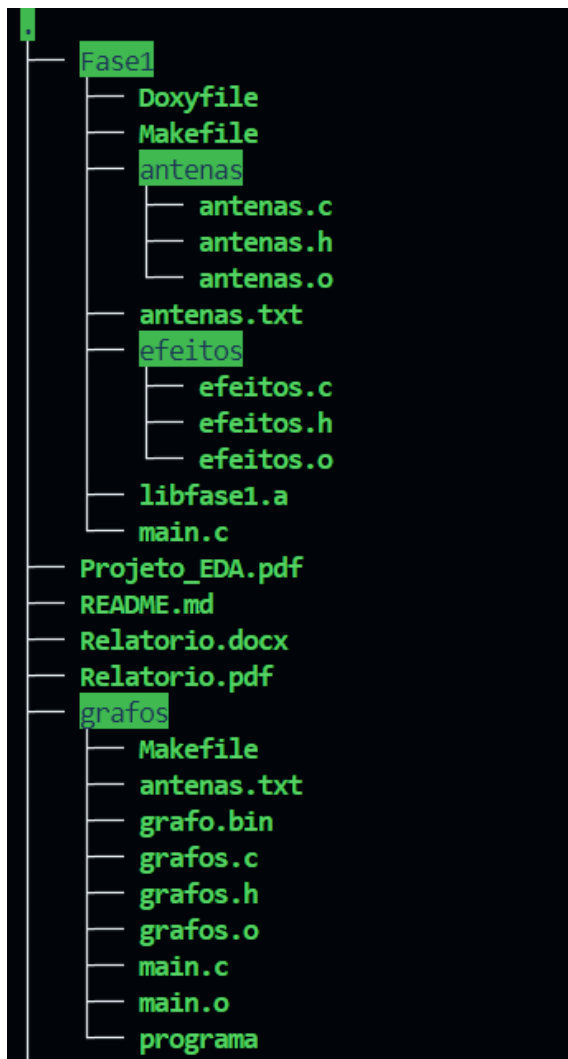 .
Fase1
Doxyfile
Makefile
antenas
antenas.c
antenas.h
antenas.o
antenas.txt
efeitos
efeitos.c
efeitos.h
efeitos.o
libfase1.a
main.c
Projeto_EDA.pdf
README.md
Relatorio.docx
Relatorio.pdf
grafos
Makefile
antenas.txt
grafo.bin
grafos.c
grafos.h
grafos.o
main.c
main.o
programa